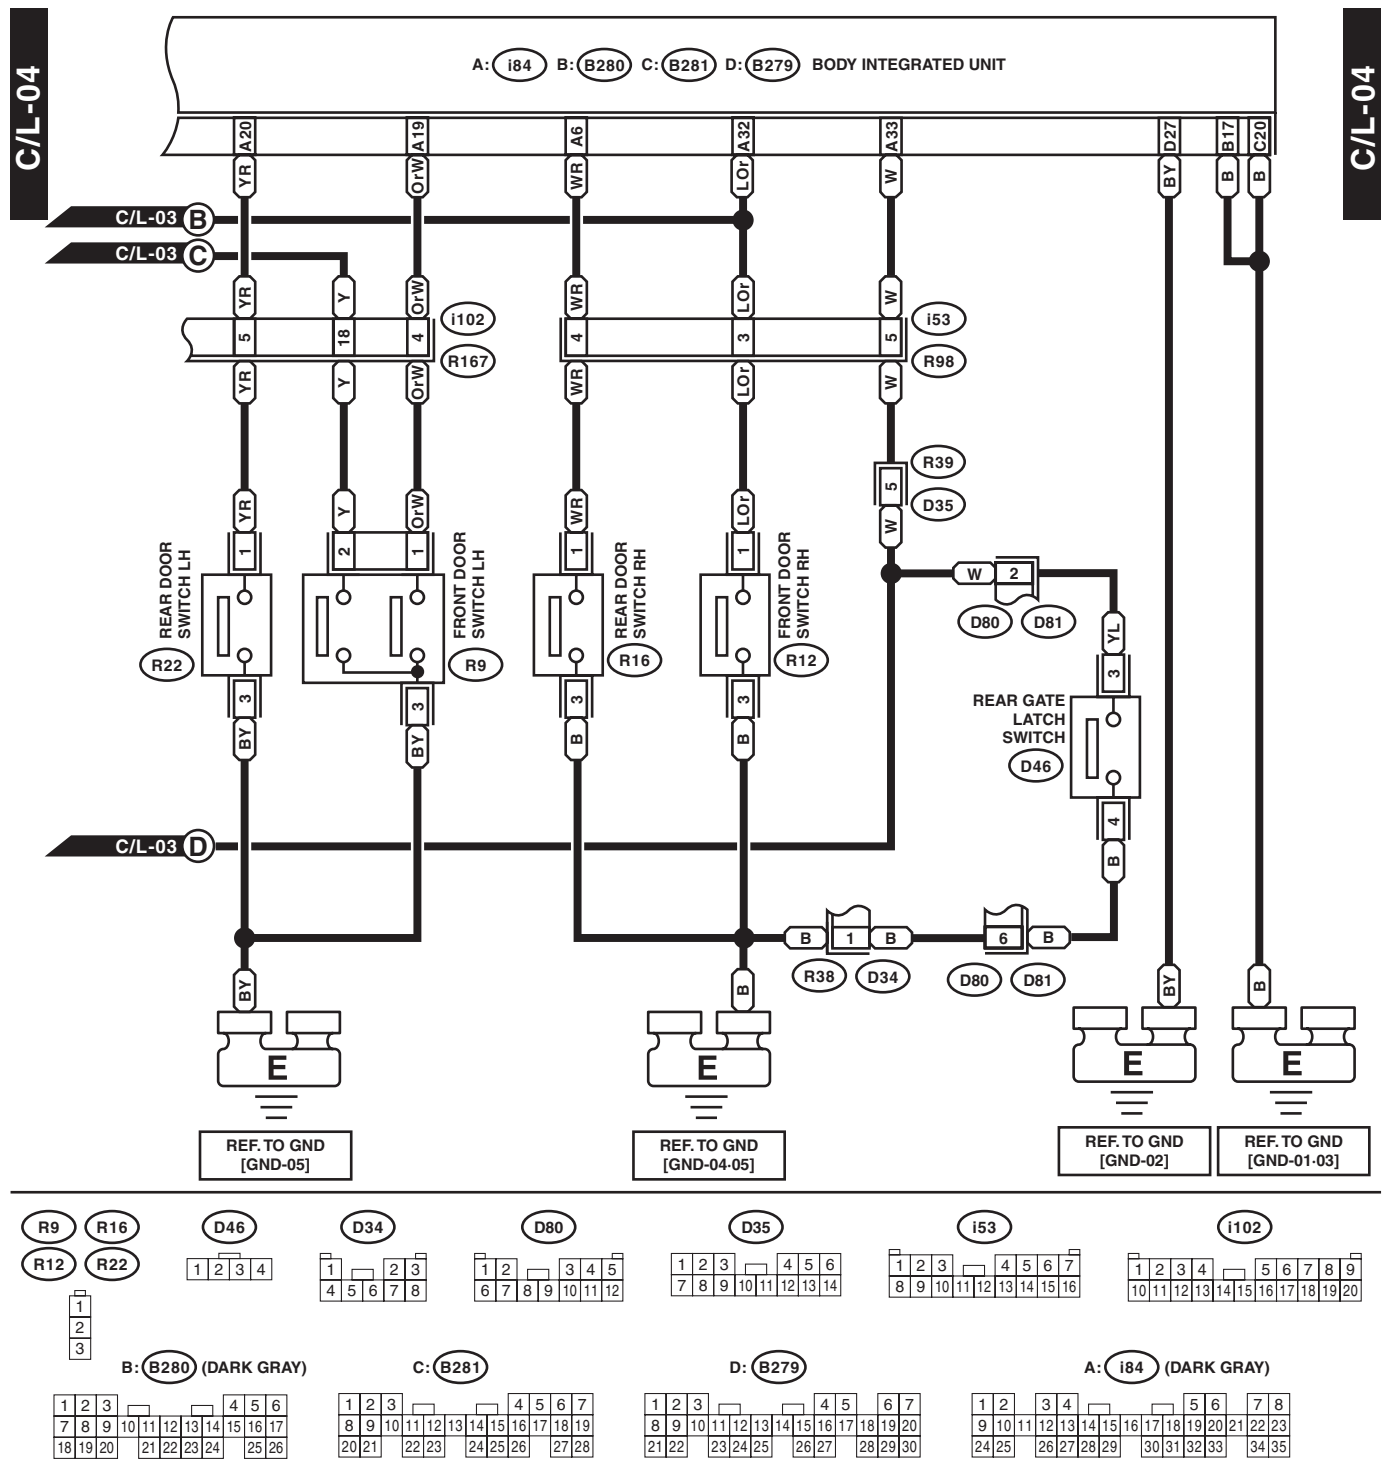 C/L-04
C/L-04
A: i84 B: B280 C: B281 D: B279 BODY INTEGRATED UNIT
A20 A19 A6 A32 A33 D27 B17 C20
YR OrW WR LOr W BY B B
C/L-03 B
C/L-03 C
YR Y OrW WR LOr W
5 18 4 i102 4 3 5 i53
R167 R98
YR Y OrW WR LOr W
R39
5
D35
YR Y OrW WR LOr W
1 2 1 1 1
W 2
D80 D81
YL
REAR DOOR
SWITCH LH
R22
FRONT DOOR
SWITCH LH
R9
REAR DOOR
SWITCH RH
R16
FRONT DOOR
SWITCH RH
R12
3 3 3 3 3
BY BY B B
REAR GATE
LATCH
SWITCH
D46
4
B
C/L-03 D
B 1 B 6 B
R38 D34 D80 D81
BY B BY B
E E E E
REF. TO GND
[GND-05]
REF. TO GND
[GND-04·05]
REF. TO GND
[GND-02]
REF. TO GND
[GND-01·03]
R9 R16 D46 D34 D80 D35 i53 i102
R12 R22
1
2
3
1 2 3 4
1 2 3
4 5 6 7 8
1 2 3 4 5
6 7 8 9 10 11 12
1 2 3 4 5 6
7 8 9 10 11 12 13 14
1 2 3 4 5 6 7
8 9 10 11 12 13 14 15 16
1 2 3 4 5 6 7 8 9
10 11 12 13 14 15 16 17 18 19 20
B: B280 (DARK GRAY)
1 2 3 4 5 6
7 8 9 10 11 12 13 14 15 16 17
18 19 20 21 22 23 24 25 26
C: B281
1 2 3 4 5 6 7
8 9 10 11 12 13 14 15 16 17 18 19
20 21 22 23 24 25 26 27 28
D: B279
1 2 3 4 5 6 7
8 9 10 11 12 13 14 15 16 17 18 19 20
21 22 23 24 25 26 27 28 29 30
A: i84 (DARK GRAY)
1 2 3 4 5 6 7 8
9 10 11 12 13 14 15 16 17 18 19 20 21 22 23
24 25 26 27 28 29 30 31 32 33 34 35